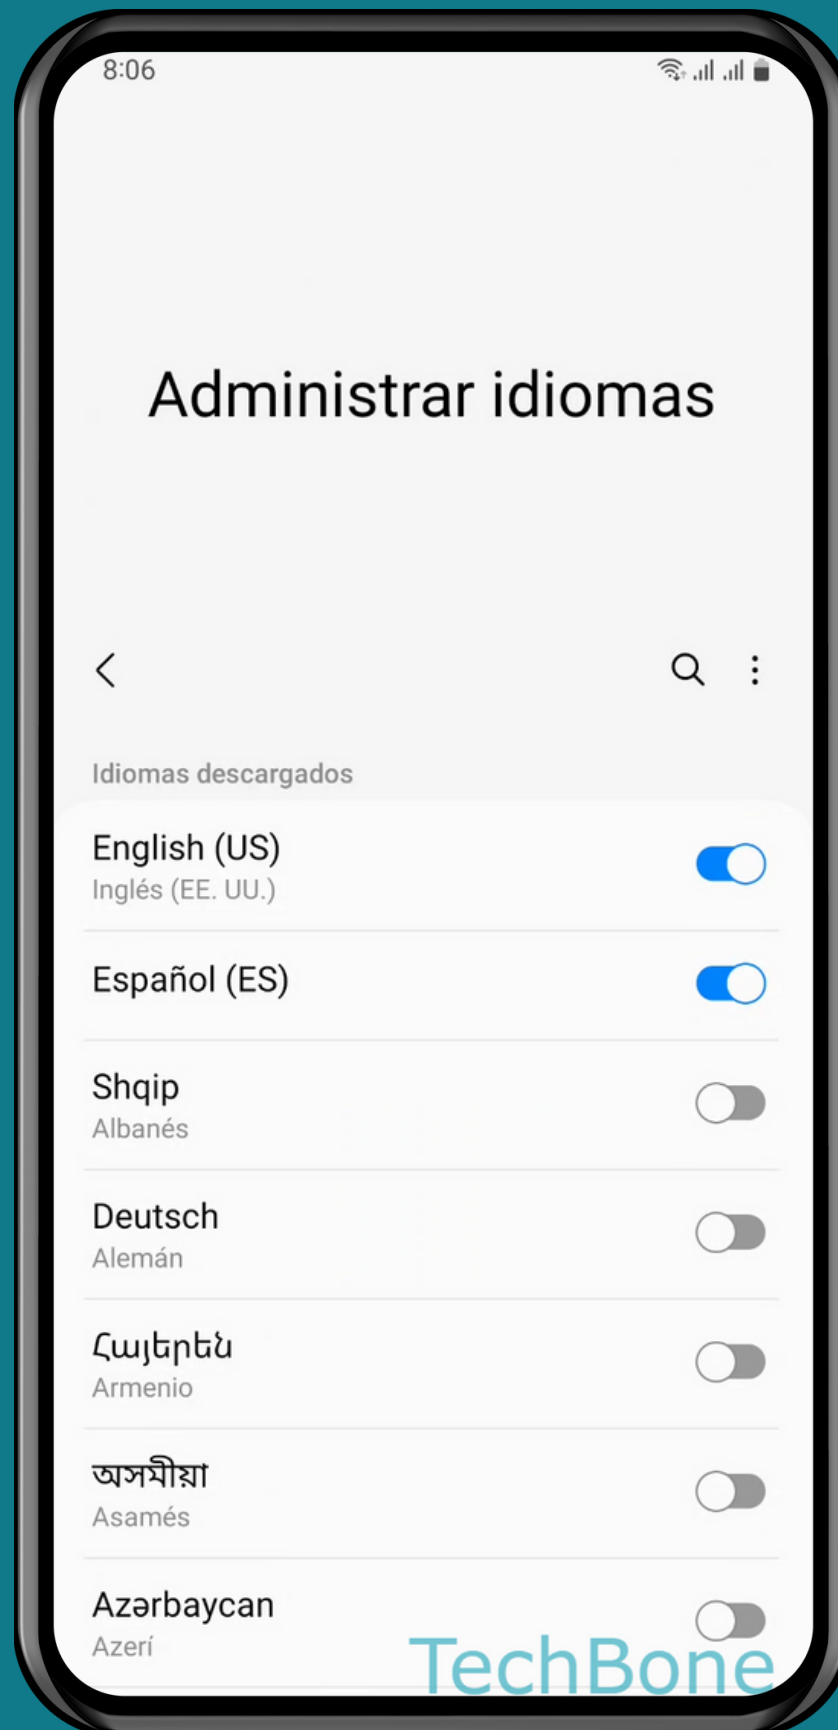 8:06
Administrar idiomas
Idiomas descargados
English (US)
Inglés (EE. UU.)
Español (ES)
Shqip
Albanés
Deutsch
Alemán
Հայերեն
Armenio
অসমীয়া
Asamés
Azərbaycan
Azerí
TechBone